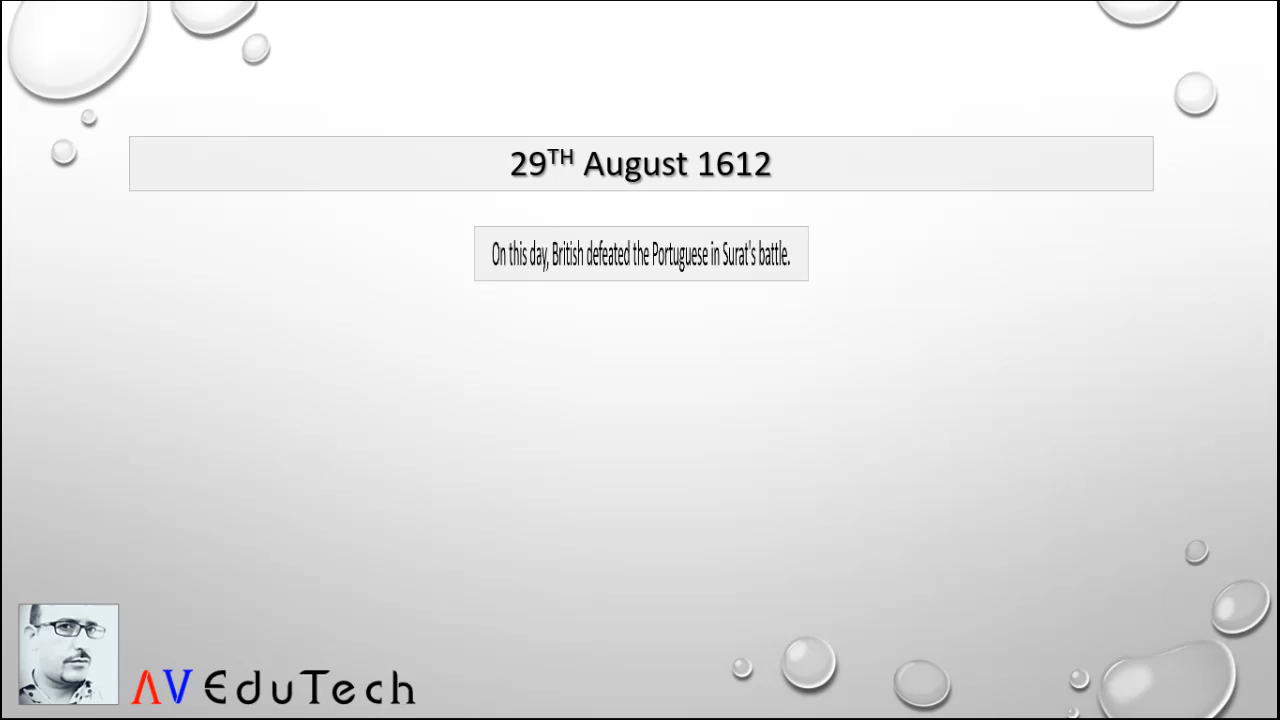 29TH August 1612
On this day, British defeated the Portuguese in Surat's battle.
AV EduTech